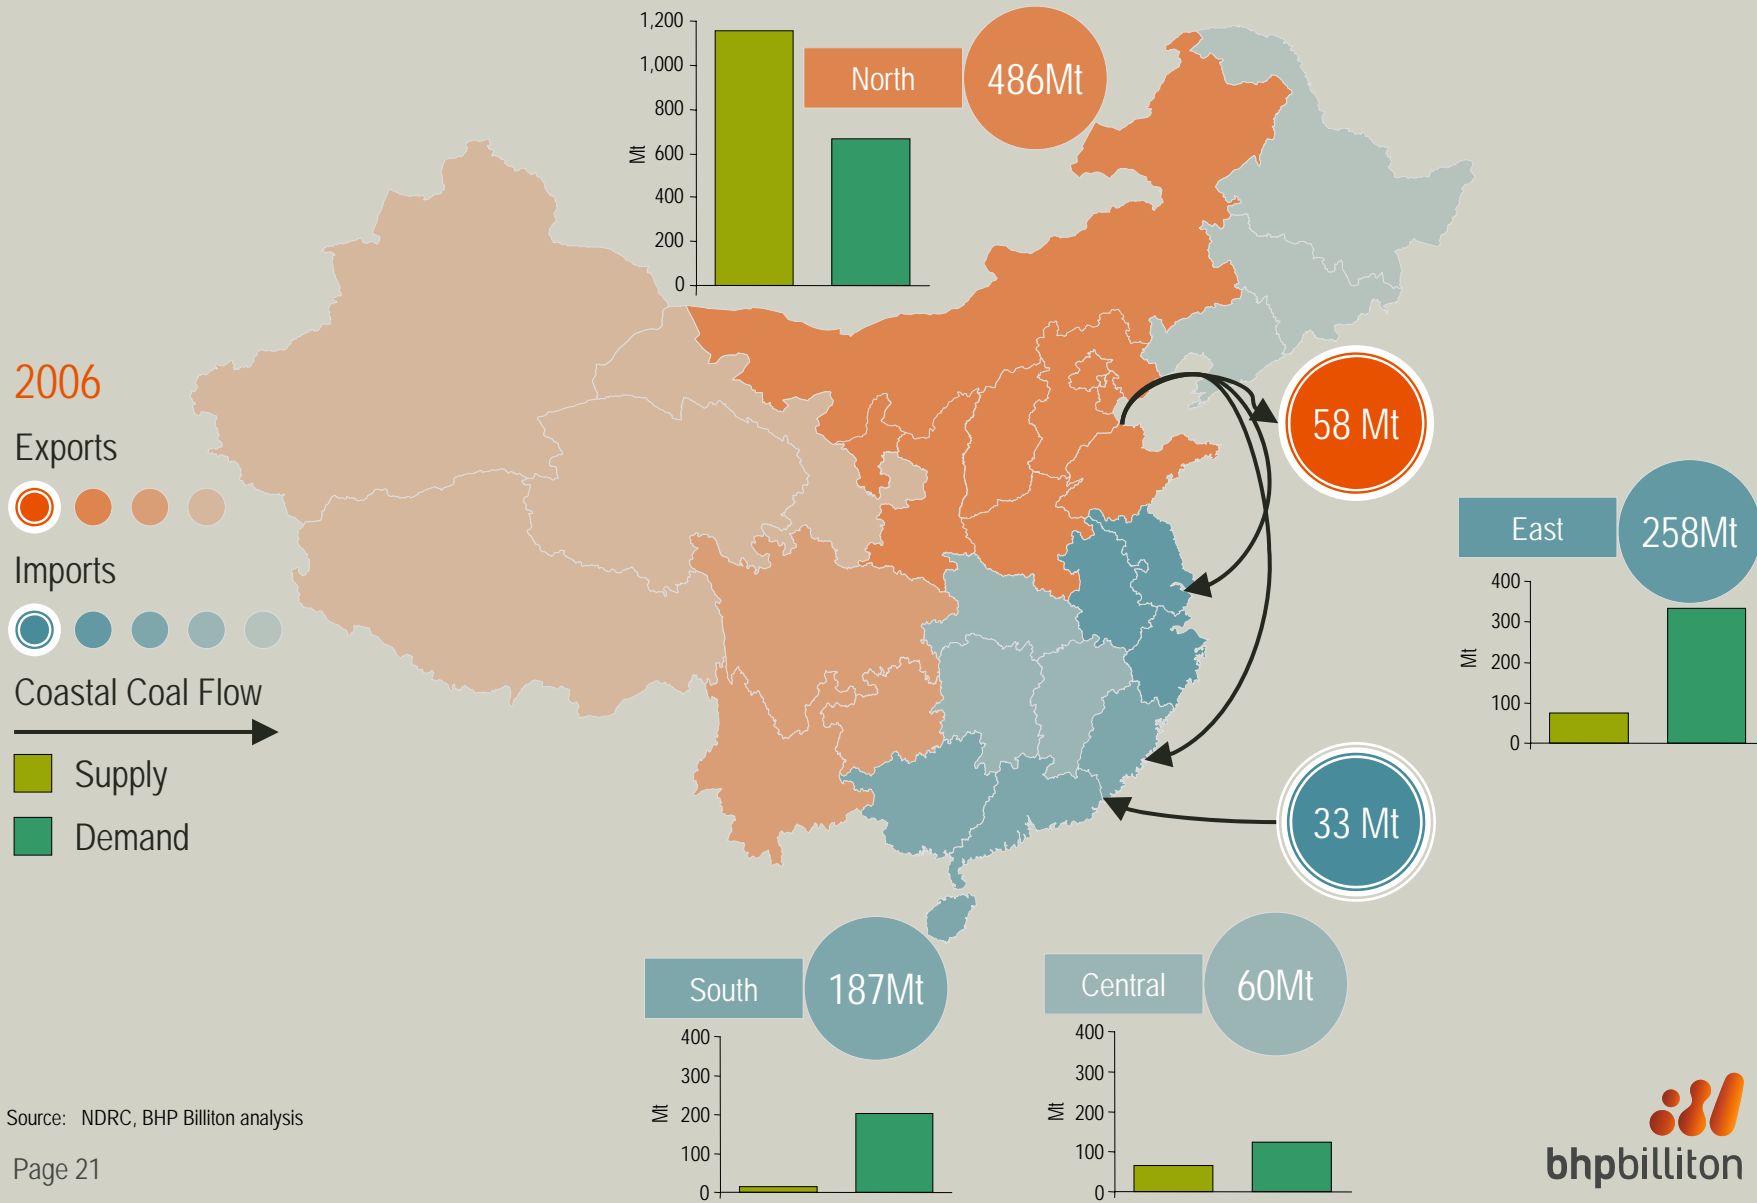 1,200
1,000
800
600
400
200
0
Mt
North
486Mt
2006
Exports
Imports
Coastal Coal Flow
Supply
Demand
58 Mt
East
258Mt
400
300
200
100
0
Mt
33 Mt
South
187Mt
400
300
200
100
0
Mt
Central
60Mt
400
300
200
100
0
Mt
Source: NDRC, BHP Billiton analysis
Page 21
bhpbilliton